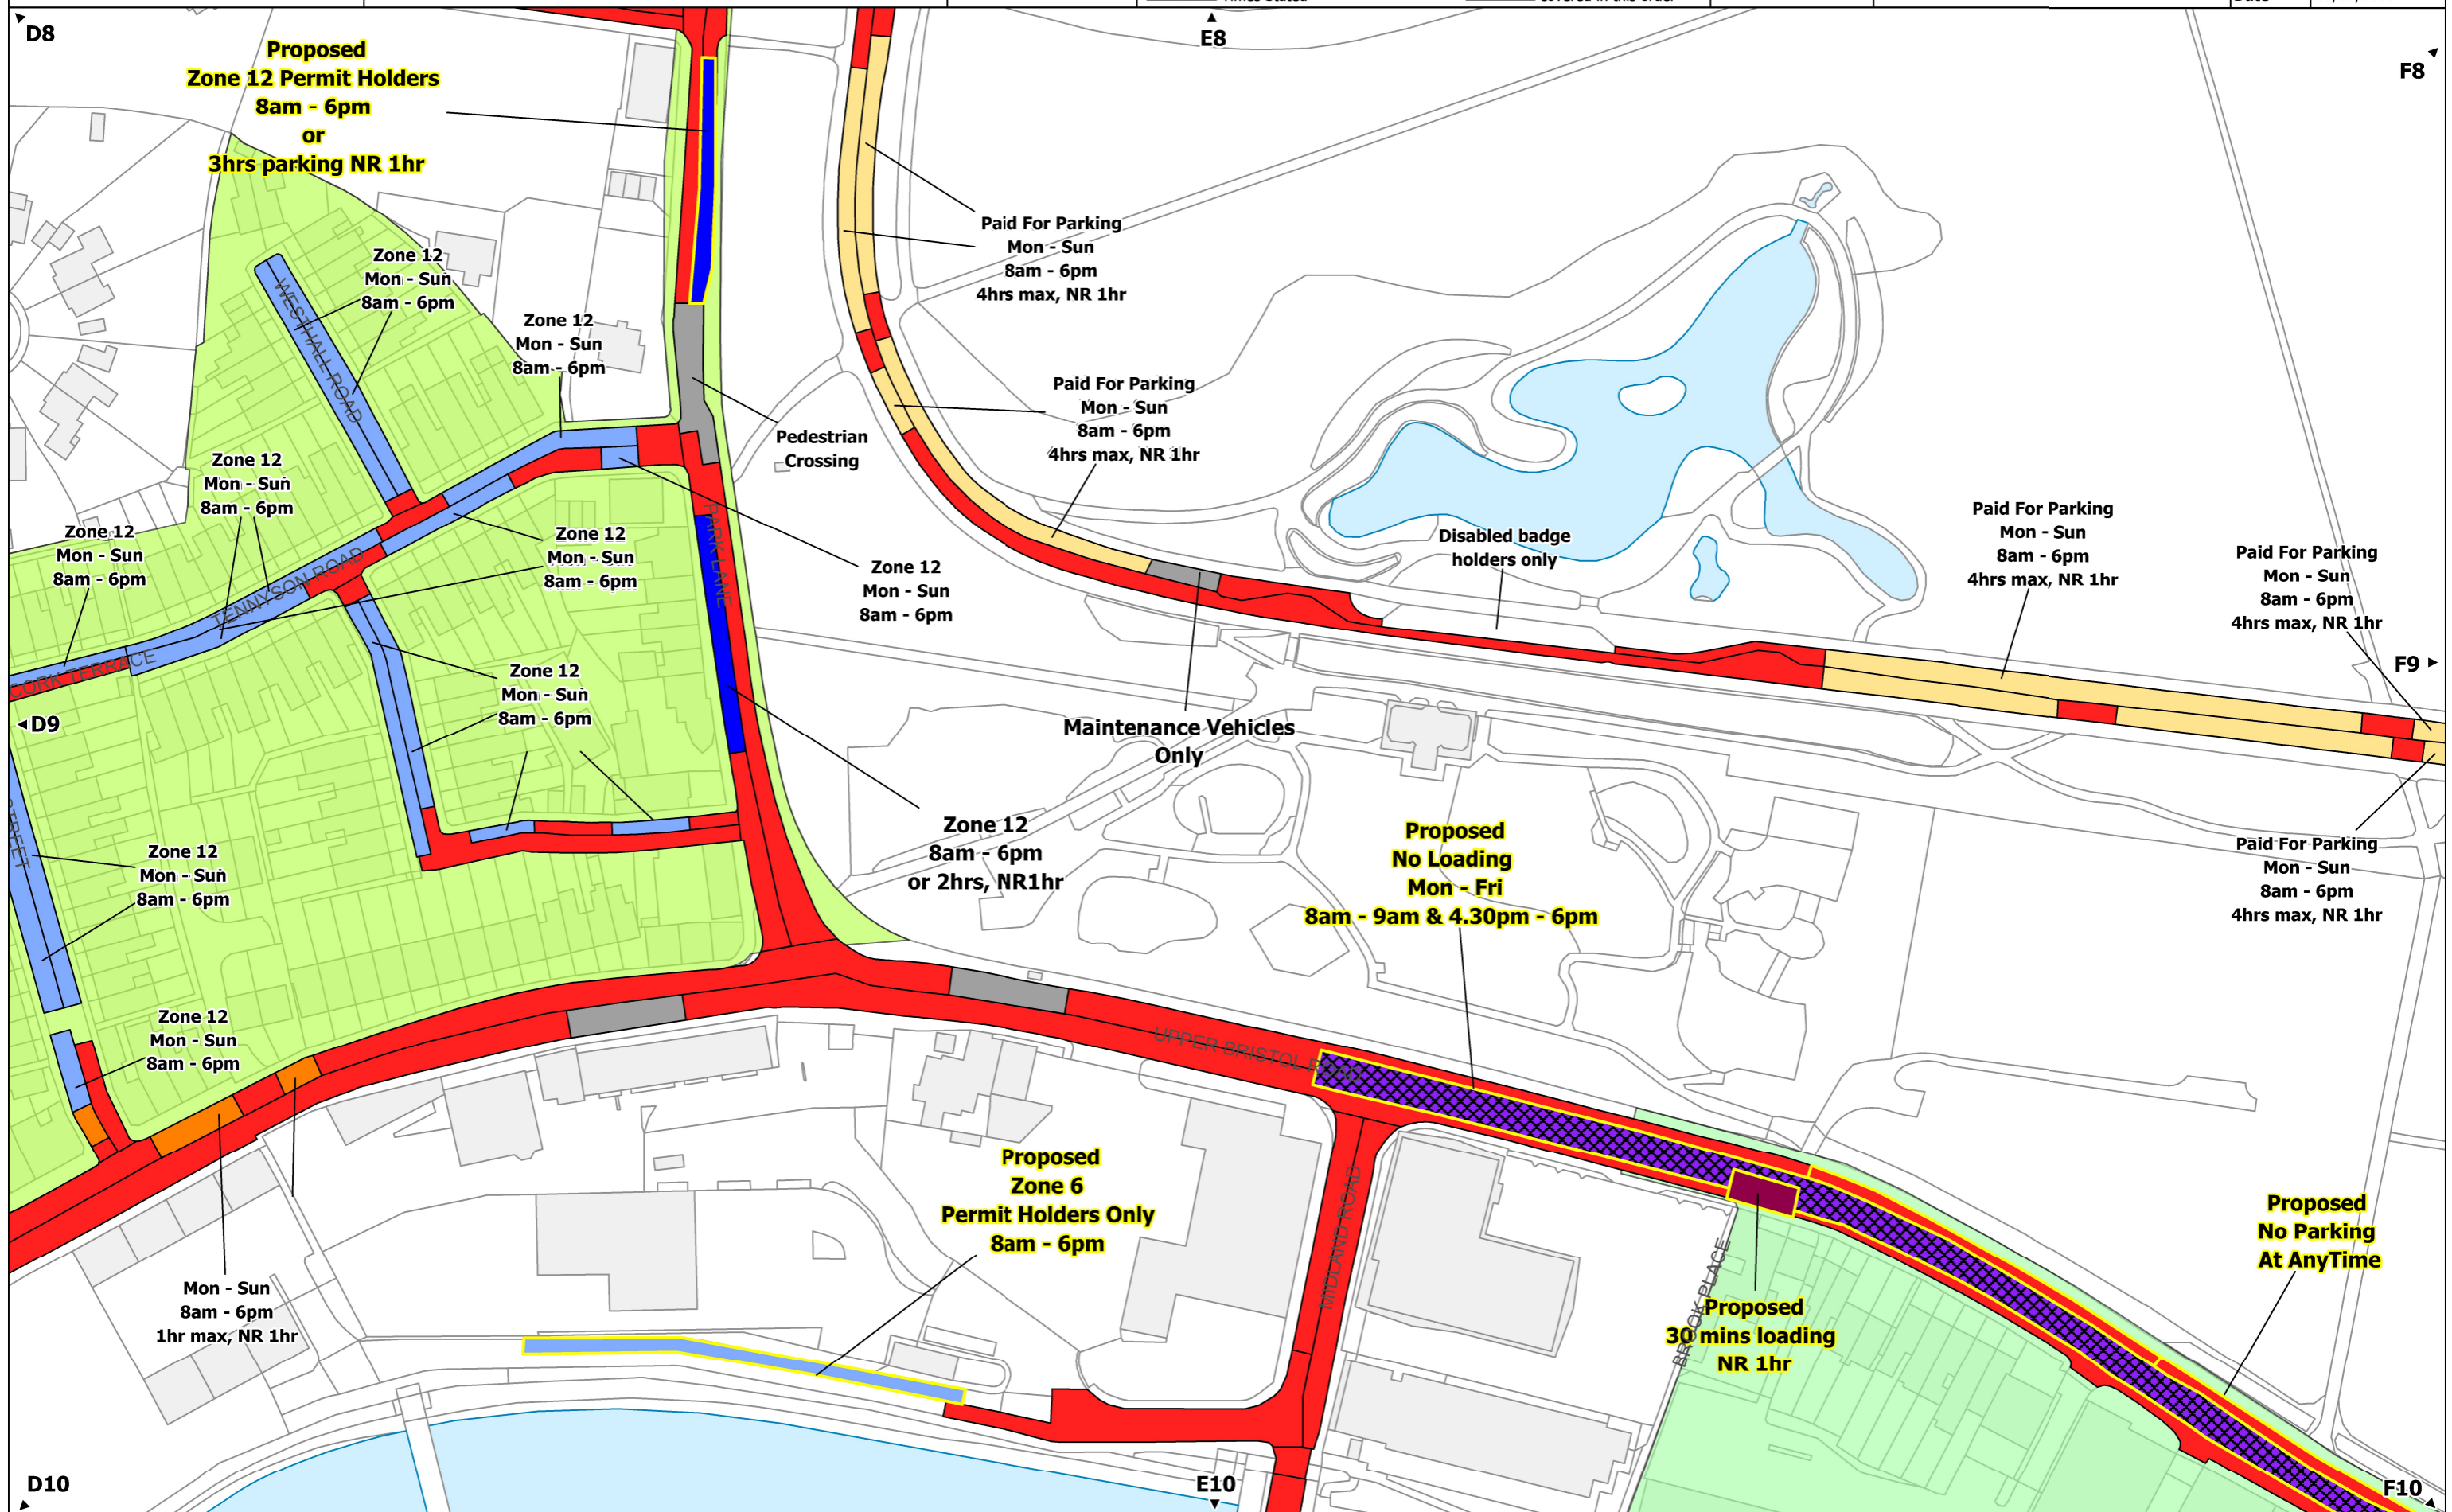 D8
E8
F8
Proposed
Zone 12 Permit Holders
8am - 6pm
or
3hrs parking NR 1hr
Paid For Parking
Mon - Sun
8am - 6pm
4hrs max, NR 1hr
Zone 12
Mon - Sun
8am - 6pm
WESTHALL ROAD
Zone 12
Mon - Sun
8am - 6pm
Paid For Parking
Mon - Sun
8am - 6pm
4hrs max, NR 1hr
Pedestrian
Crossing
Zone 12
Mon - Sun
8am - 6pm
Zone 12
Mon - Sun
8am - 6pm
Zone 12
Mon - Sun
8am - 6pm
TENNYSON ROAD
PARK LANE
Zone 12
Mon - Sun
8am - 6pm
Disabled badge
holders only
Paid For Parking
Mon - Sun
8am - 6pm
4hrs max, NR 1hr
Paid For Parking
Mon - Sun
8am - 6pm
4hrs max, NR 1hr
CORK TERRACE
Zone 12
Mon - Sun
8am - 6pm
F9
D9
Maintenance Vehicles
Only
Zone 12
8am - 6pm
or 2hrs, NR1hr
Proposed
No Loading
Mon - Fri
8am - 9am & 4.30pm - 6pm
Paid For Parking
Mon - Sun
8am - 6pm
4hrs max, NR 1hr
Zone 12
Mon - Sun
8am - 6pm
Zone 12
Mon - Sun
8am - 6pm
UPPER BRISTOL ROAD
Proposed
Zone 6
Permit Holders Only
8am - 6pm
MIDLAND ROAD
BROOK PLACE
Proposed
No Parking
At AnyTime
Mon - Sun
8am - 6pm
1hr max, NR 1hr
Proposed
30 mins loading
NR 1hr
D10
E10
F10